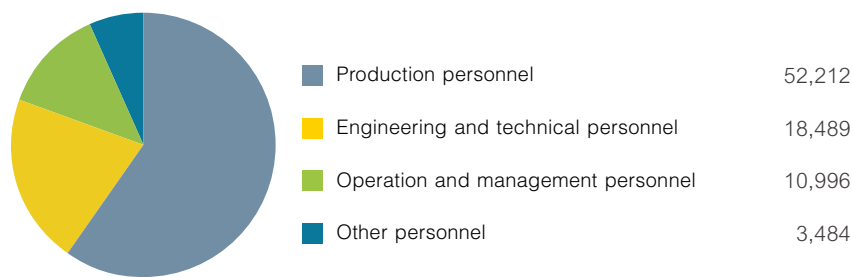 Production personnel 52,212
Engineering and technical personnel 18,489
Operation and management personnel 10,996
Other personnel 3,484